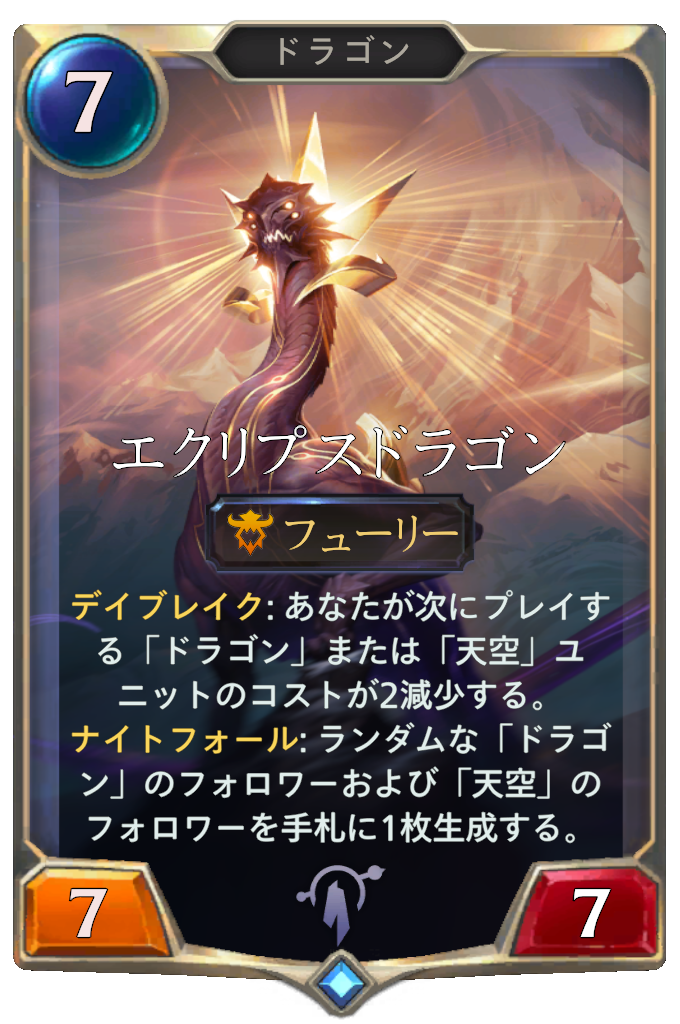 ドラゴン
7
エクリプスドラゴン
フューリー
デイブレイク: あなたが次にプレイす
る「ドラゴン」または「天空」ユ
ニットのコストが2減少する。
ナイトフォール: ランダムな「ドラゴ
ン」のフォロワーおよび「天空」の
フォロワーを手札に1枚生成する。
7
7